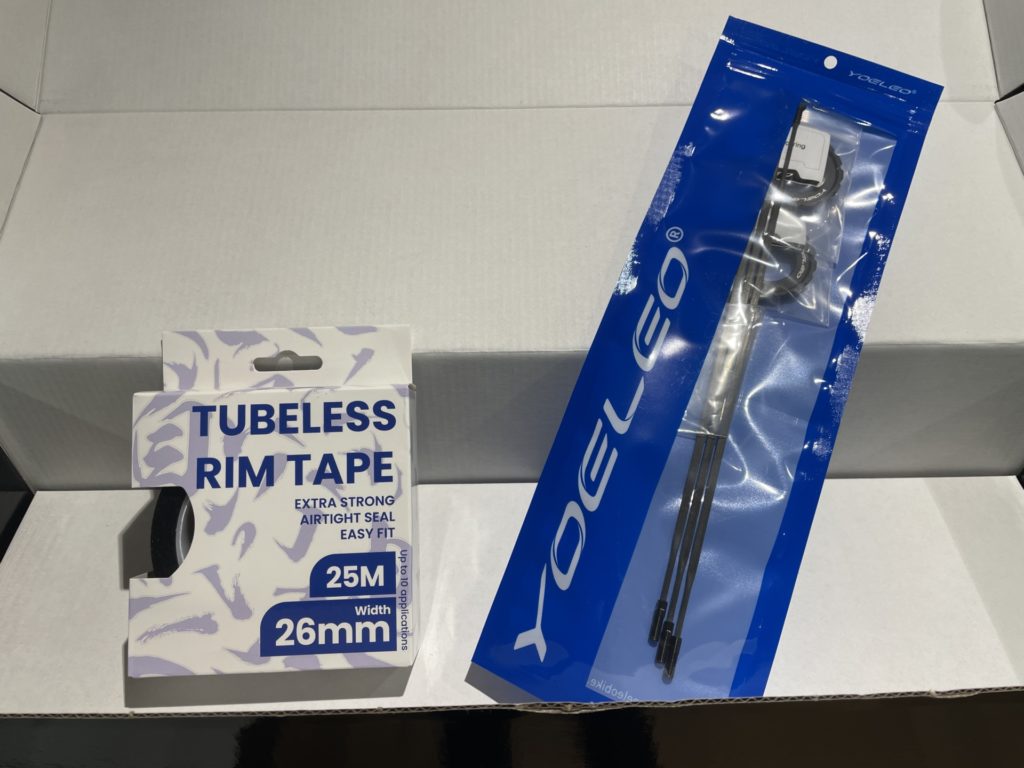 TUBELESS
RIM TAPE
EXTRA STRONG
AIRTIGHT SEAL
EASY FIT
25M
Width
26mm
Up to 10 applications
YOELEO®
YOELEO®